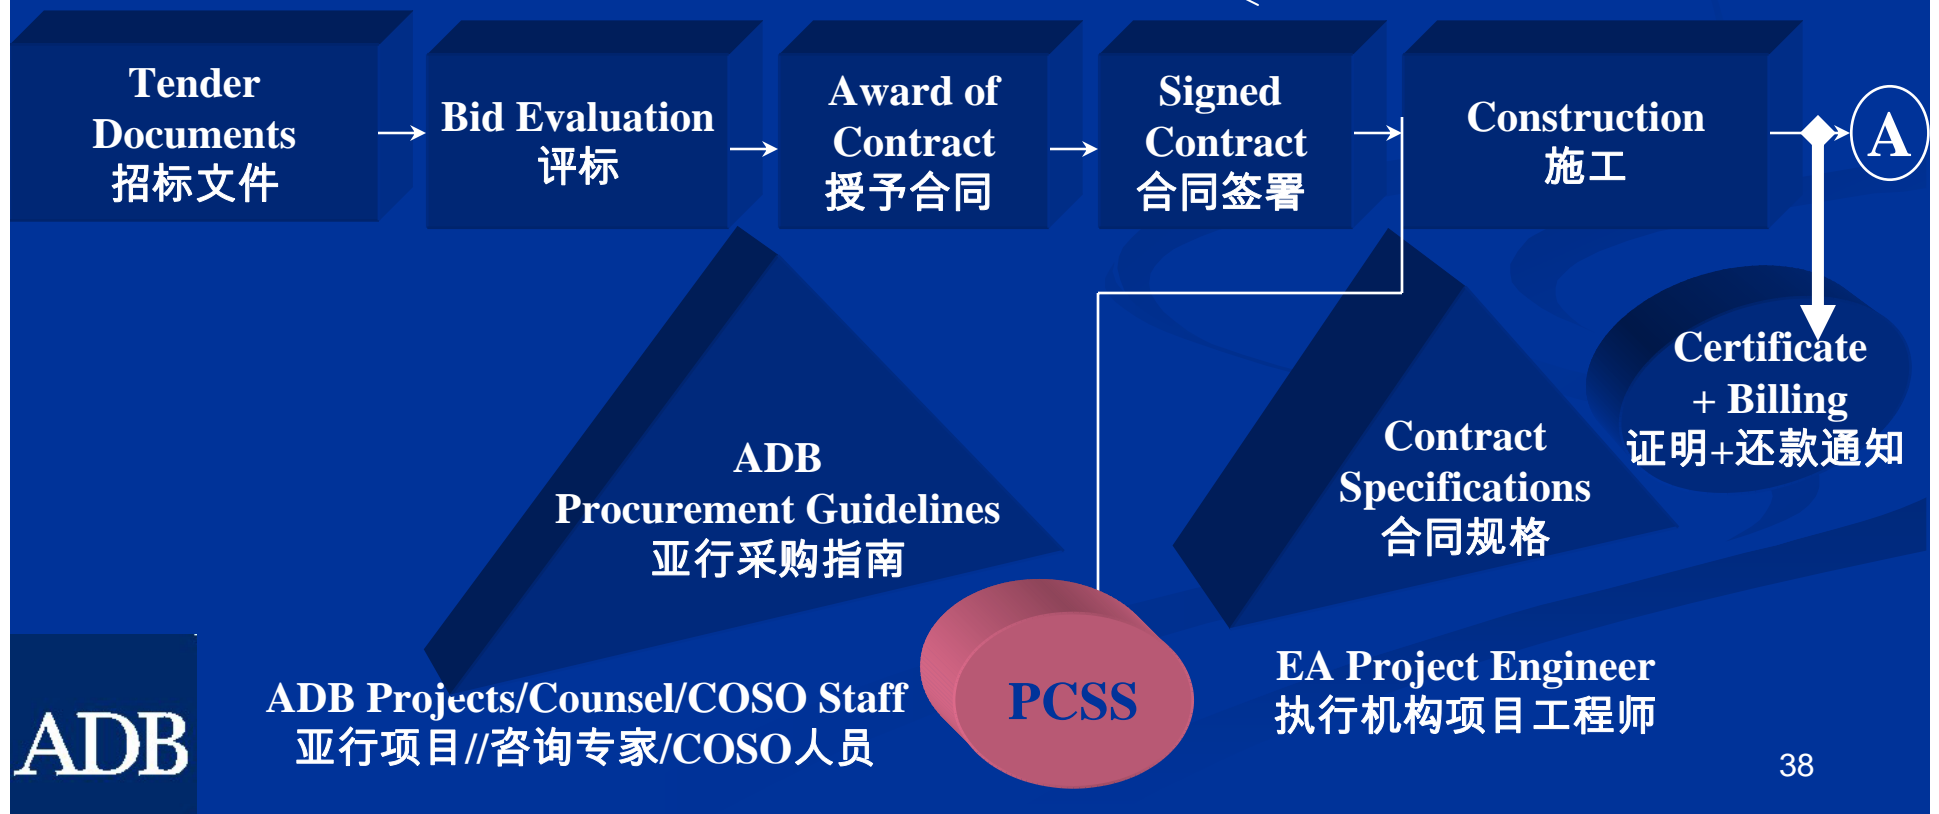 Tender
Documents
招标文件
Bid Evaluation
评标
Award of
Contract
授予合同
Signed
Contract
合同签署
Construction
施工
A
Certificate
+ Billing
证明+还款通知
ADB
Procurement Guidelines
亚行采购指南
Contract
Specifications
合同规格
ADB Projects/Counsel/COSO Staff
亚行项目//咨询专家/COSO人员
PCSS
EA Project Engineer
执行机构项目工程师
ADB
38